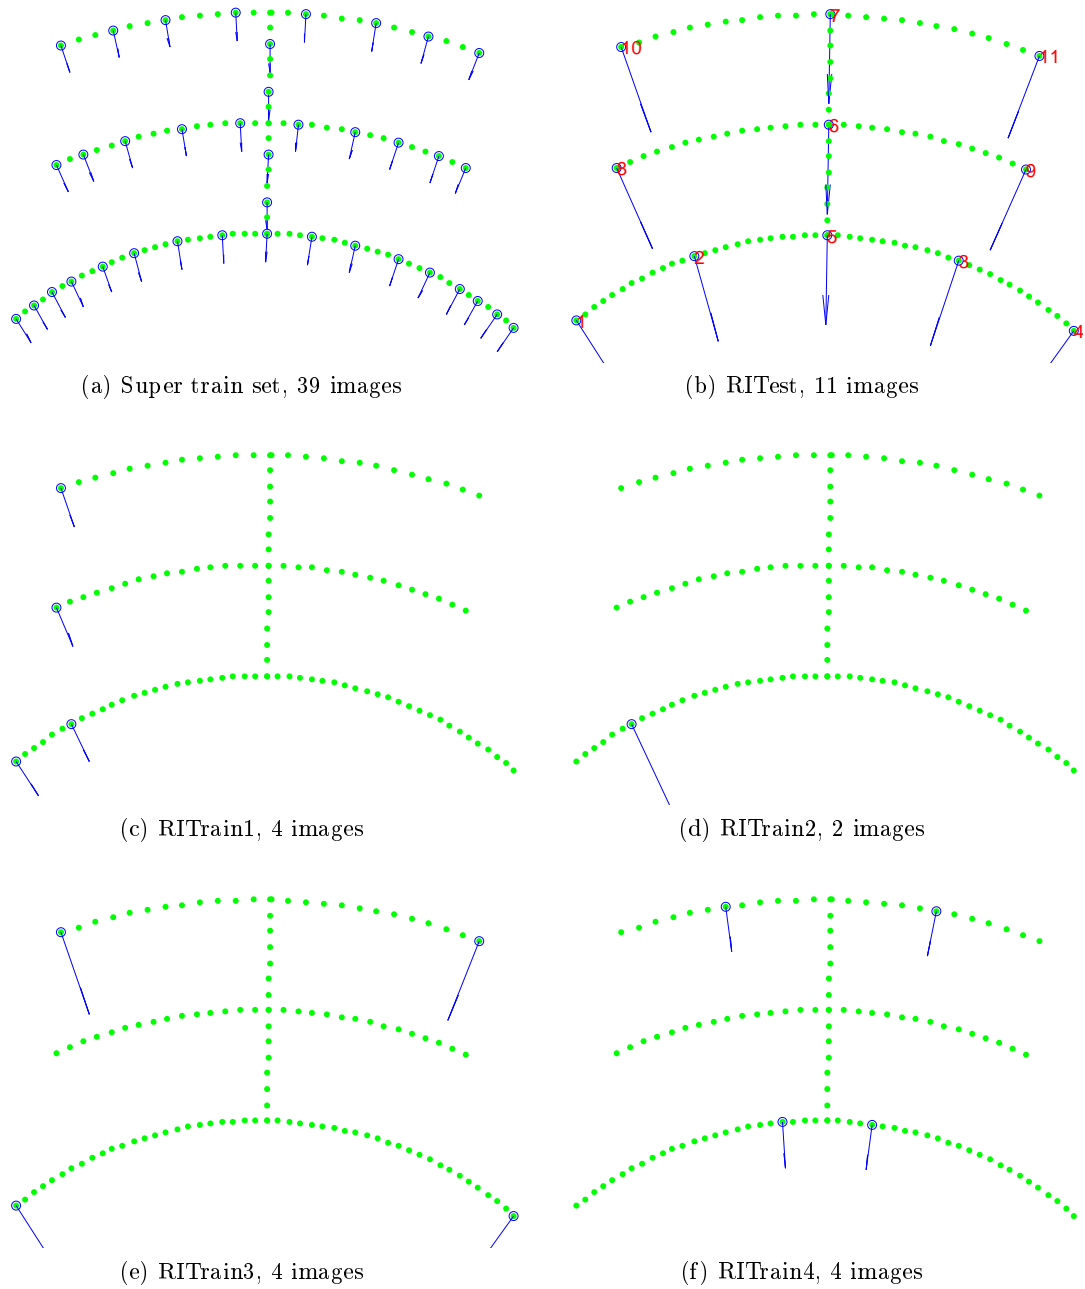 7
10
11
6
8
9
5
2
3
1
4
(a) Super train set, 39 images
(b) RITest, 11 images
(c) RITrain1, 4 images
(d) RITrain2, 2 images
(e) RITrain3, 4 images
(f) RITrain4, 4 images